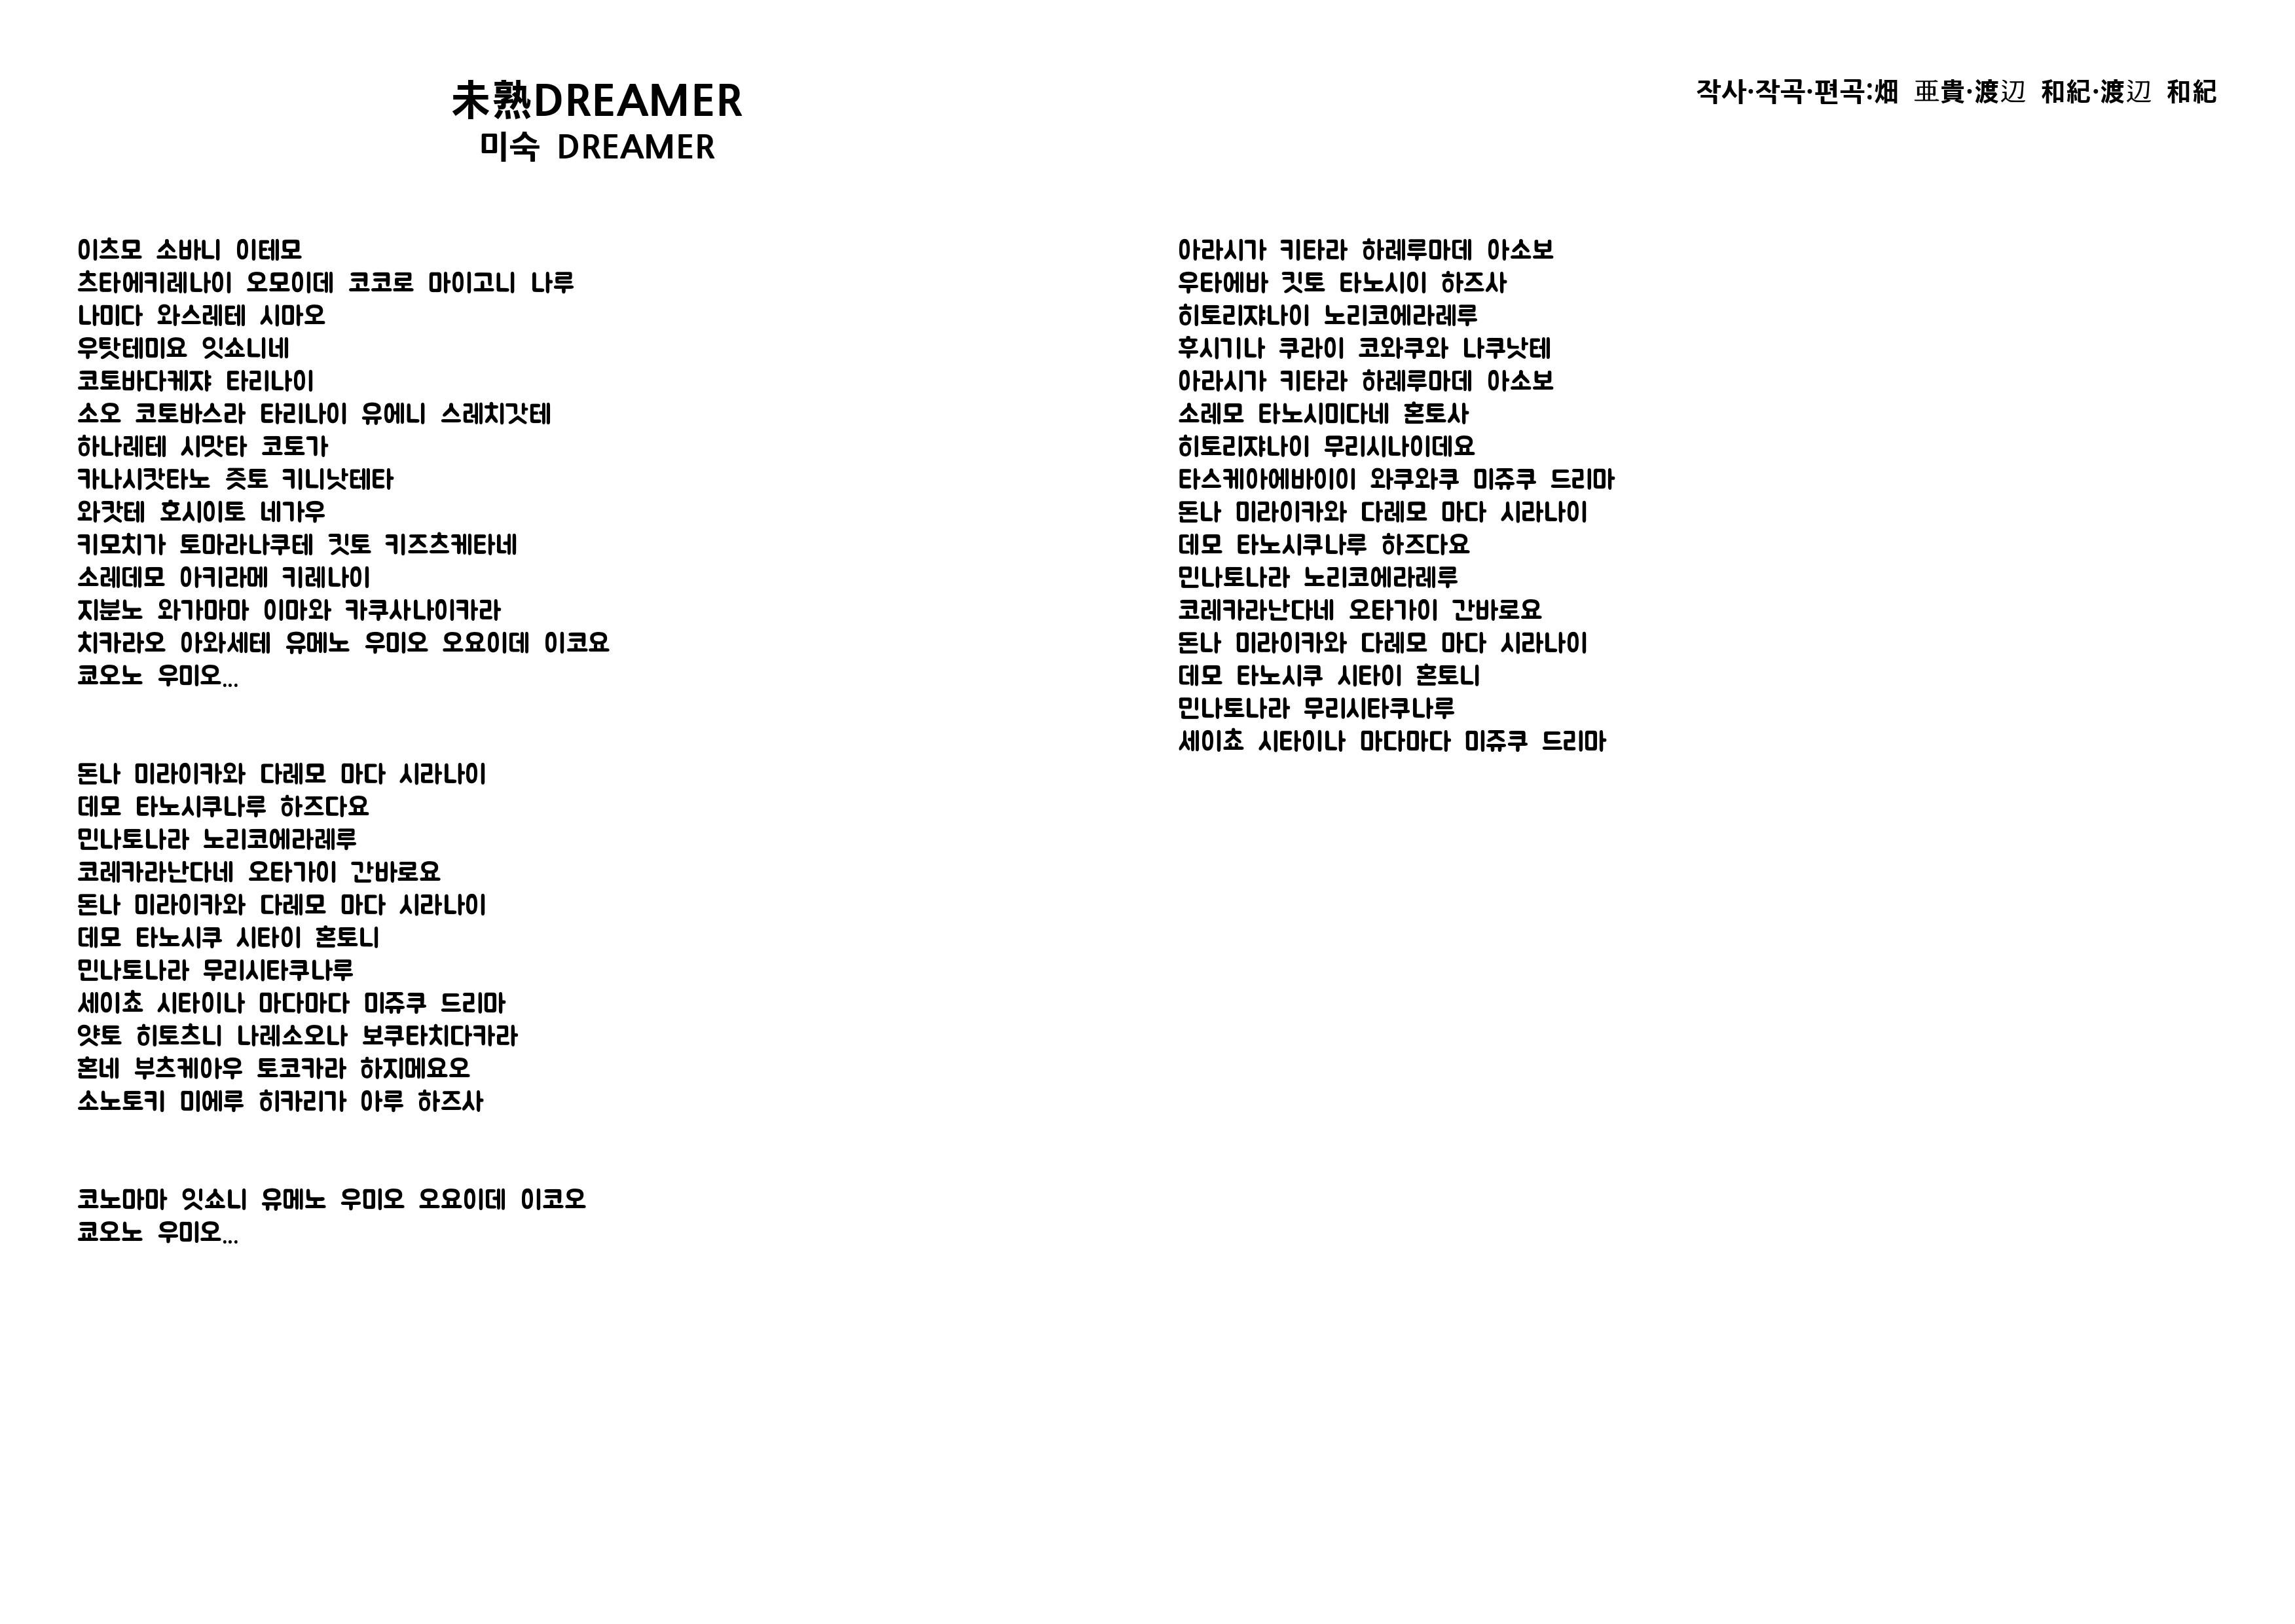 未熟DREAMER
미숙 DREAMER
작사·작곡·편곡:畑 亜貴·渡辺 和紀·渡辺 和紀
이츠모 소바니 이테모
츠타에키레나이 오모이데 코코로 마이고니 나루
나미다 와스레테 시마오
우탓테미요 잇쇼니네
코토바다케쟈 타리나이
소오 코토바스라 타리나이 유에니 스레치갓테
하나레테 시맛타 코토가
카나시캇타노 즛토 키니낫테타
와캇테 호시이토 네가우
키모치가 토마라나쿠테 킷토 키즈츠케타네
소레데모 아키라메 키레나이
지분노 와가마마 이마와 카쿠사나이카라
치카라오 아와세테 유메노 우미오 오요이데 이코요
쿄오노 우미오...
돈나 미라이카와 다레모 마다 시라나이
데모 타노시쿠나루 하즈다요
민나토나라 노리코에라레루
코레카라난다네 오타가이 간바로요
돈나 미라이카와 다레모 마다 시라나이
데모 타노시쿠 시타이 혼토니
민나토나라 무리시타쿠나루
세이쵸 시타이나 마다마다 미쥬쿠 드리마
얏토 히토츠니 나레소오나 보쿠타치다카라
혼네 부츠케아우 토코카라 하지메요오
소노토키 미에루 히카리가 아루 하즈사
코노마마 잇쇼니 유메노 우미오 오요이데 이코오
쿄오노 우미오...
아라시가 키타라 하레루마데 아소보
우타에바 킷토 타노시이 하즈사
히토리쟈나이 노리코에라레루
후시기나 쿠라이 코와쿠와 나쿠낫테
아라시가 키타라 하레루마데 아소보
소레모 타노시미다네 혼토사
히토리쟈나이 무리시나이데요
타스케아에바이이 와쿠와쿠 미쥬쿠 드리마
돈나 미라이카와 다레모 마다 시라나이
데모 타노시쿠나루 하즈다요
민나토나라 노리코에라레루
코레카라난다네 오타가이 간바로요
돈나 미라이카와 다레모 마다 시라나이
데모 타노시쿠 시타이 혼토니
민나토나라 무리시타쿠나루
세이쵸 시타이나 마다마다 미쥬쿠 드리마